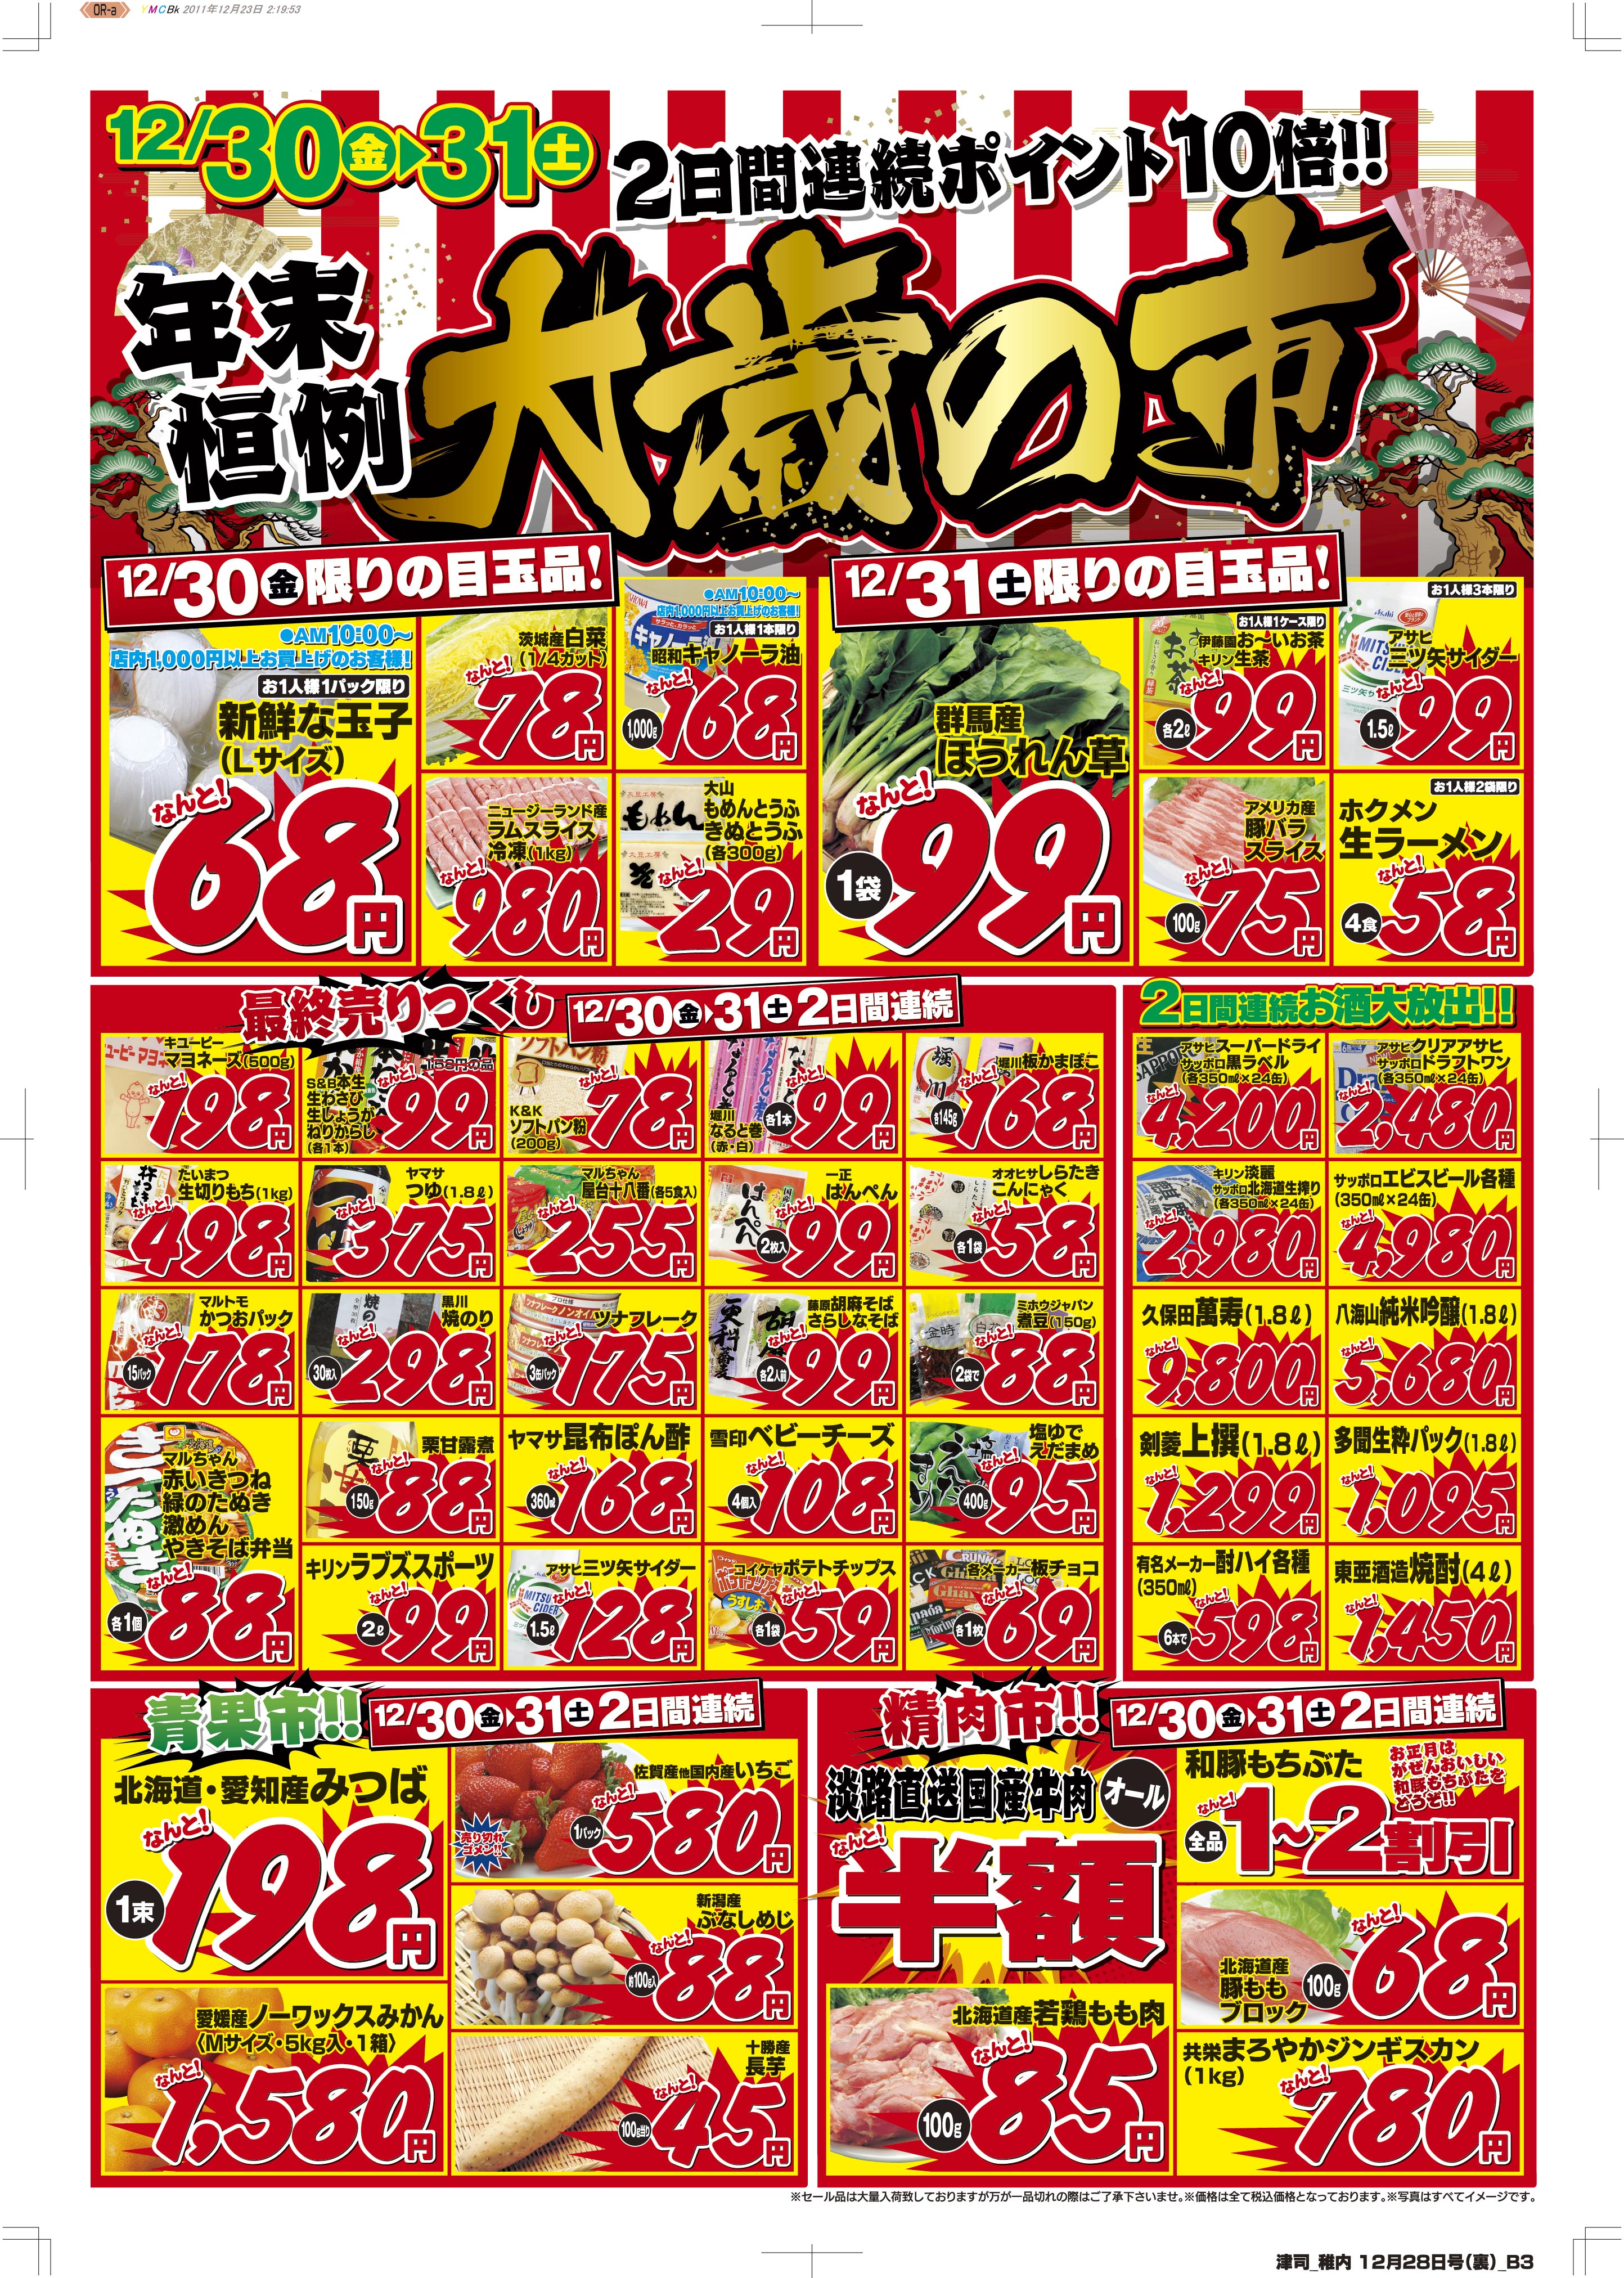 OR-a YMCBk 2011年12月23日 2:19:53
12/30金▶31土
2日間連続ポイント10倍!!
年末
恒例
大歳の市
12/30金限りの目玉品!
●AM10:00～
店内1,000円以上お買上げのお客様!
お1人様1パック限り
新鮮な玉子
(Lサイズ)
なんと!
68円
茨城産白菜
(1/4カット)
なんと!
78円
●AM10:00～
店内1,000円以上お買上げのお客様!
お1人様1本限り
昭和キャノーラ油
なんと!
1,000g
168円
ニュージーランド産
ラムスライス
冷凍(1kg)
なんと!
980円
大山
もめんとうふ
きぬとうふ
(各300g)
なんと!
29円
12/31土限りの目玉品!
群馬産
ほうれん草
なんと!
1袋
99円
お1人様1ケース限り
伊藤園お～いお茶
キリン生茶
なんと!
各2ℓ
99円
お1人様3本限り
アサヒ
三ツ矢サイダー
なんと!
1.5ℓ
99円
アメリカ産
豚バラ
スライス
なんと!
100g
75円
お1人様2袋限り
ホクメン
生ラーメン
なんと!
4食
58円
最終売りつくし
12/30金▶31土2日間連続
キユーピー
マヨネーズ(500g)
なんと!
198円
158円の品
S&B本生
生わさび
生しょうが
ねりからし
(各1本)
なんと!
99円
K&K
ソフトパン粉
(200g)
なんと!
78円
堀川
なると巻
(赤・白)
なんと!
各1本
99円
堀川板かまぼこ
なんと!
各145g
168円
たいまつ
生切りもち(1kg)
なんと!
498円
ヤマサ
つゆ(1.8ℓ)
なんと!
375円
マルちゃん
屋台十八番(各5食入)
なんと!
255円
一正
はんぺん
なんと!
2枚入
99円
オオヒサしらたき
こんにゃく
なんと!
各1袋
58円
マルトモ
かつおパック
なんと!
15パック
178円
黒川
焼のり
なんと!
30枚入
298円
ツナフレーク
なんと!
3缶パック
175円
藤原胡麻そば
さらしなそば
なんと!
各2人前
99円
ミホウジャパン
煮豆(150g)
なんと!
2袋で
88円
マルちゃん
赤いきつね
緑のたぬき
激めん
やきそば弁当
なんと!
各1個
88円
栗甘露煮
なんと!
150g
88円
ヤマサ昆布ぽん酢
なんと!
360㎖
168円
雪印ベビーチーズ
なんと!
4個入
108円
塩ゆで
えだまめ
なんと!
400g
95円
キリンラブズスポーツ
なんと!
2ℓ
99円
アサヒ三ツ矢サイダー
なんと!
1.5ℓ
128円
コイケヤポテトチップス
なんと!
各1袋
59円
各メーカー板チョコ
なんと!
各1枚
69円
2日間連続お酒大放出!!
アサヒスーパードライ
サッポロ黒ラベル
(各350㎖×24缶)
なんと!
4,200円
アサヒクリアアサヒ
サッポロドラフトワン
(各350㎖×24缶)
なんと!
2,480円
キリン淡麗
サッポロ北海道生搾り
(各350㎖×24缶)
なんと!
2,980円
サッポロエビスビール各種
(350㎖×24缶)
なんと!
4,980円
久保田萬寿(1.8ℓ)
なんと!
9,800円
八海山純米吟醸(1.8ℓ)
なんと!
5,680円
剣菱上撰(1.8ℓ)
なんと!
1,299円
多聞生粋パック(1.8ℓ)
なんと!
1,095円
有名メーカー酎ハイ各種
(350㎖)
なんと!
6本で
598円
東亜酒造焼酎(4ℓ)
なんと!
1,450円
青果市!!
12/30金▶31土2日間連続
北海道・愛知産みつば
なんと!
1束
198円
佐賀産他国内産いちご
なんと!
売り切れ
ゴメン!!
1パック
580円
新潟産
ぶなしめじ
なんと!
約100g入
88円
愛媛産ノーワックスみかん
〈Mサイズ・5kg入・1箱〉
なんと!
1,580円
十勝産
長芋
なんと!
100g当り
45円
精肉市!!
12/30金▶31土2日間連続
淡路直送国産牛肉オール
なんと!
半額
和豚もちぶた
お正月は
がぜんおいしい
和豚もちぶたを
どうぞ!!
なんと!
全品
1～2割引
北海道産
豚もも
ブロック
なんと!
100g
68円
北海道産若鶏もも肉
なんと!
100g
85円
共栄まろやかジンギスカン
(1kg)
なんと!
780円
※セール品は大量入荷致しておりますが万が一品切れの際はご了承下さいませ。※価格は全て税込価格となっております。※写真はすべてイメージです。
津司_稚内 12月28日号(裏)_B3